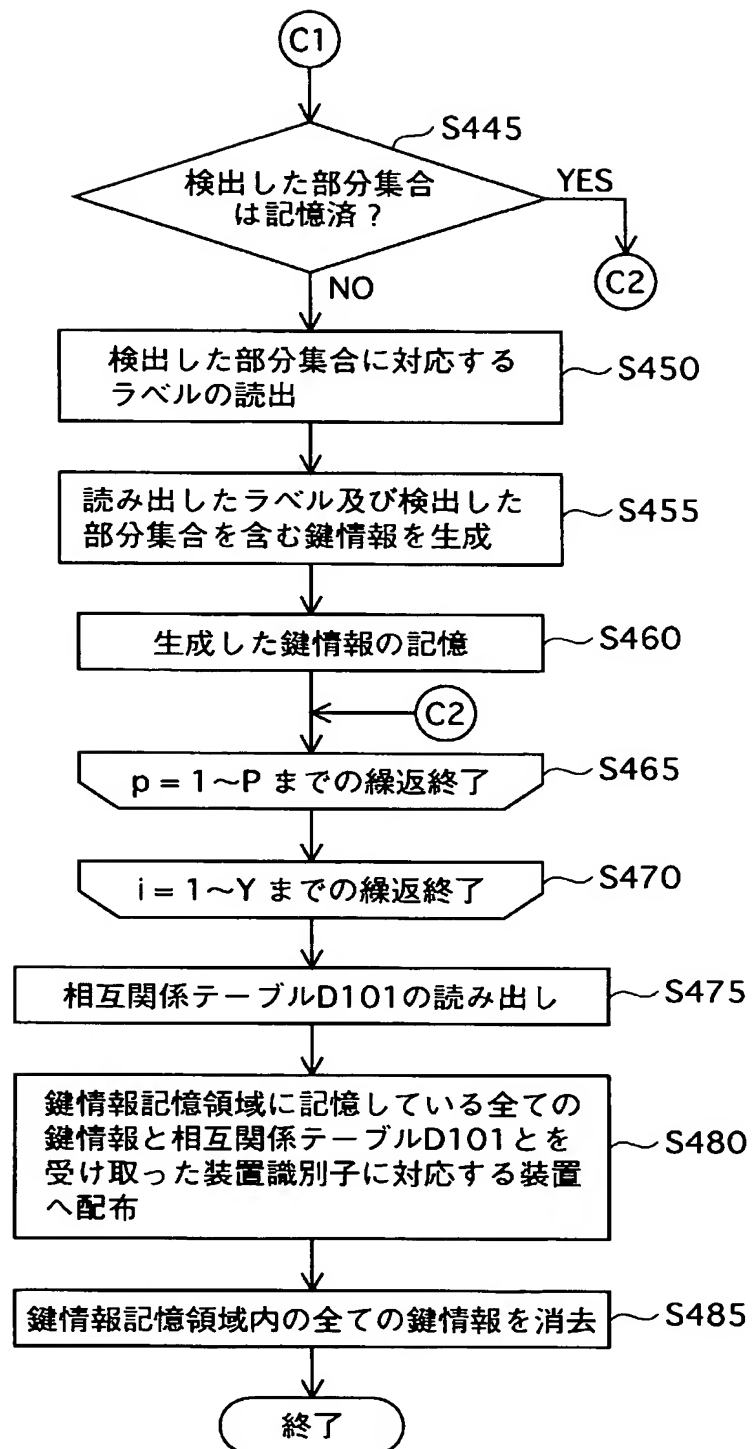 C1
S445
検出した部分集合
は記憶済？
YES
C2
NO
検出した部分集合に対応する
ラベルの読出
S450
読み出したラベル及び検出した
部分集合を含む鍵情報を生成
S455
生成した鍵情報の記憶
S460
C2
p = 1～P までの繰返終了
S465
i = 1～Y までの繰返終了
S470
相互関係テーブルD101の読み出し
S475
鍵情報記憶領域に記憶している全ての
鍵情報と相互関係テーブルD101とを
受け取った装置識別子に対応する装置
へ配布
S480
鍵情報記憶領域内の全ての鍵情報を消去
S485
終了